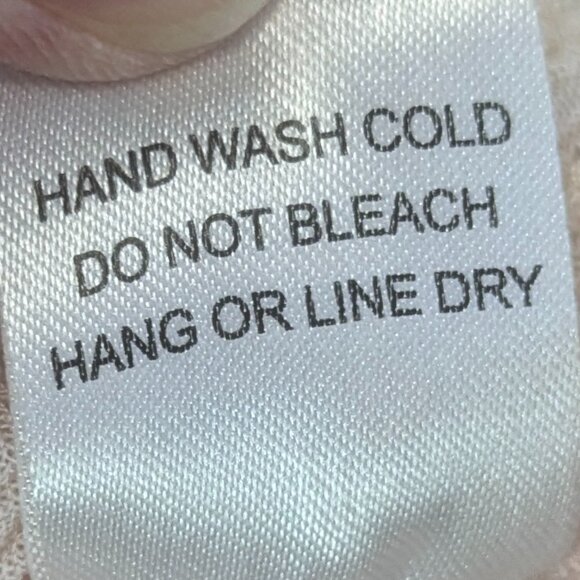 HAND WASH COLD
DO NOT BLEACH
HANG OR LINE DRY